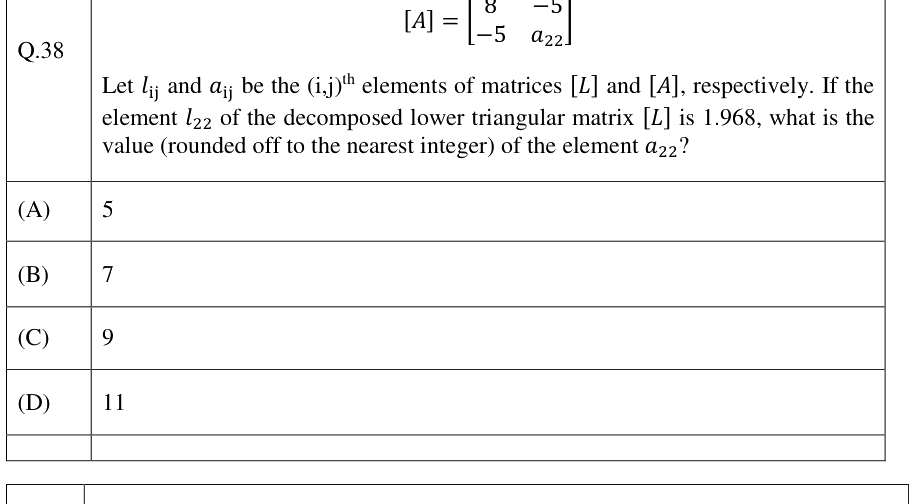 8 −5
[A] = [ ]
−5 a₂₂
Q.38
Let lᵢⱼ and aᵢⱼ be the (i,j)ᵗʰ elements of matrices [L] and [A], respectively. If the
element l₂₂ of the decomposed lower triangular matrix [L] is 1.968, what is the
value (rounded off to the nearest integer) of the element a₂₂?
(A) 5
(B) 7
(C) 9
(D) 11